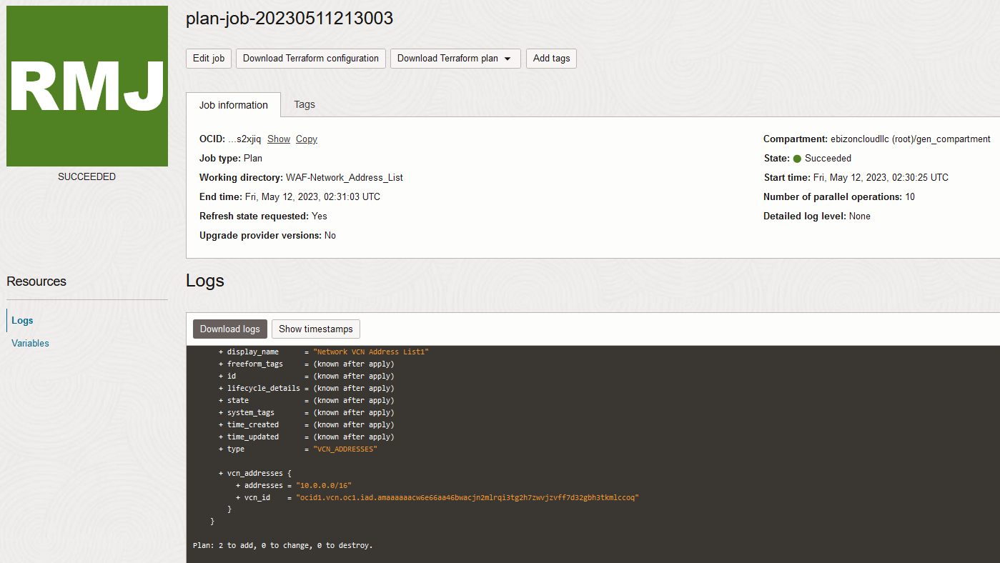 RMJ
SUCCEEDED
plan-job-20230511213003
Edit job
Download Terraform configuration
Download Terraform plan
Add tags
Job information
Tags
OCID: ...s2xjiq Show Copy
Job type: Plan
Working directory: WAF-Network_Address_List
End time: Fri, May 12, 2023, 02:31:03 UTC
Refresh state requested: Yes
Upgrade provider versions: No
Compartment: ebizoncloudllc (root)/gen_compartment
State: Succeeded
Start time: Fri, May 12, 2023, 02:30:25 UTC
Number of parallel operations: 10
Detailed log level: None
Resources
Logs
Variables
Logs
Download logs
Show timestamps
+ display_name = "Network VCN Address List1"
+ freeform_tags = (known after apply)
+ id = (known after apply)
+ lifecycle_details = (known after apply)
+ state = (known after apply)
+ system_tags = (known after apply)
+ time_created = (known after apply)
+ time_updated = (known after apply)
+ type = "VCN_ADDRESSES"
+ vcn_addresses {
+ addresses = "10.0.0.0/16"
+ vcn_id = "ocid1.vcn.oc1.iad.amaaaaaacw6e66aa46bwacjn2mlrqi3tg2h7zwvjzvff7d32gbh3tkmlccoq"
}
}
Plan: 2 to add, 0 to change, 0 to destroy.